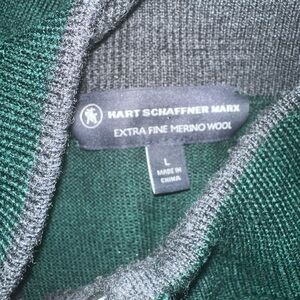 HART SCHAFFNER MARX
EXTRA FINE MERINO WOOL
L
MADE IN
CHINA